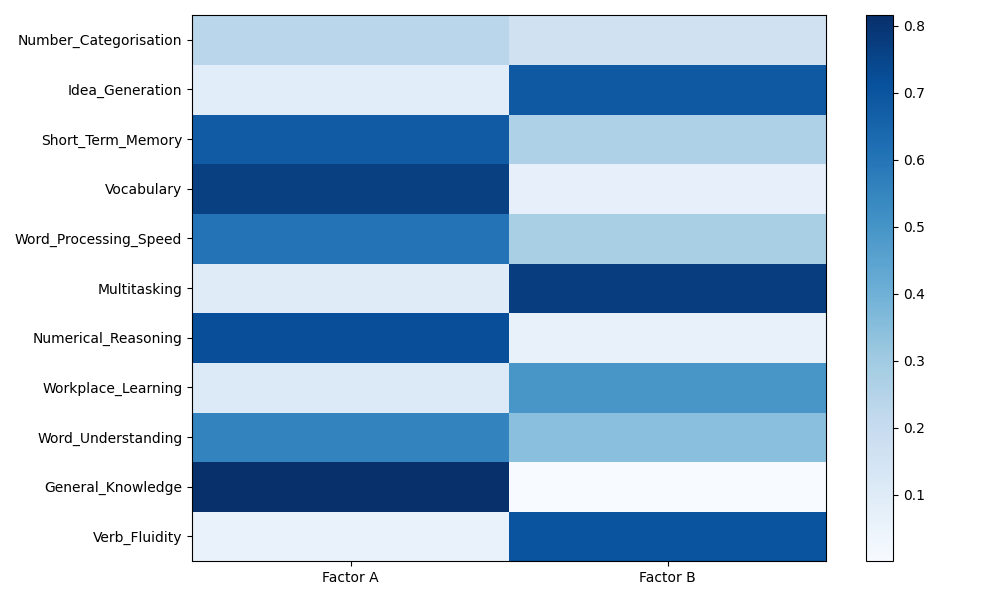 Number_Categorisation
Idea_Generation
Short_Term_Memory
Vocabulary
Word_Processing_Speed
Multitasking
Numerical_Reasoning
Workplace_Learning
Word_Understanding
General_Knowledge
Verb_Fluidity
Factor A
Factor B
0.8
0.7
0.6
0.5
0.4
0.3
0.2
0.1